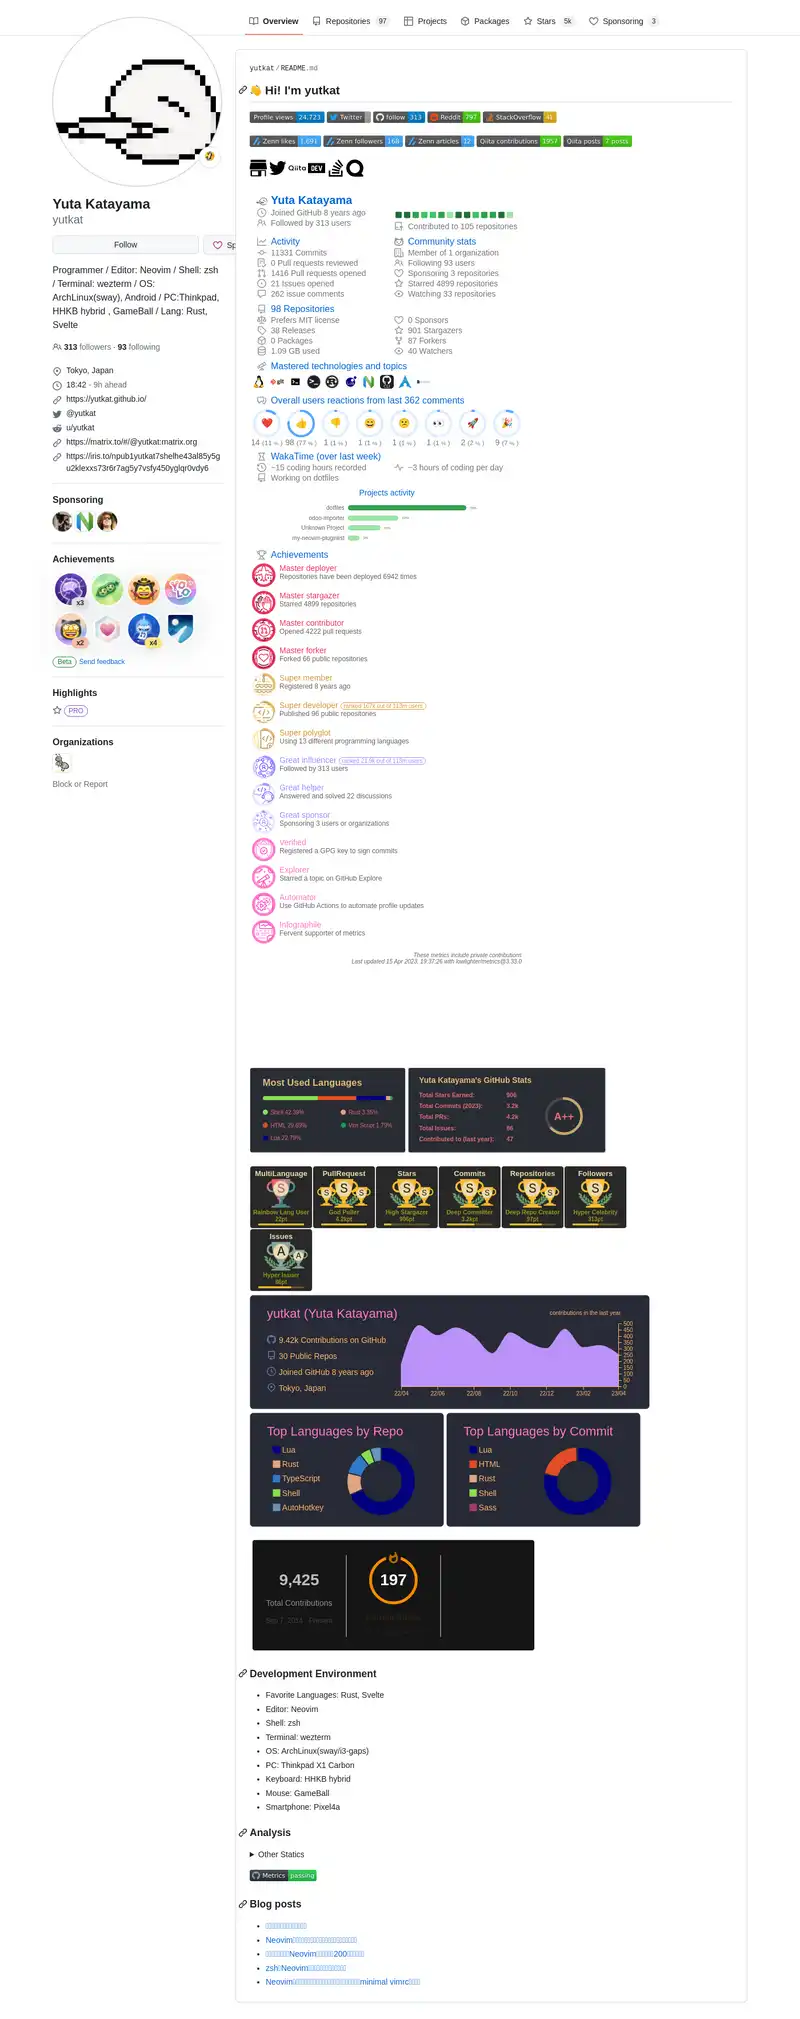 Overview
Repositories 97
Projects
Packages
Stars 5k
Sponsoring 3
Yuta Katayama
yutkat
Follow
Sp
Programmer / Editor: Neovim / Shell: zsh
/ Terminal: wezterm / OS:
ArchLinux(sway), Android / PC:Thinkpad,
HHKB hybrid , GameBall / Lang: Rust,
Svelte
313 followers · 93 following
Tokyo, Japan
18:42 - 9h ahead
https://yutkat.github.io/
@yutkat
u/yutkat
https://matrix.to/#/@yutkat:matrix.org
https://iris.to/npub1yutkat7shelhe43al85y5g
u2klexxs73r6r7ag5y7vsfy450yglqr0vdy6
Sponsoring
Achievements
x3
YOLO
x2
x4
Beta Send feedback
Highlights
PRO
Organizations
Block or Report
yutkat/README.md
Hi! I'm yutkat
Profile views 24,723
Twitter
follow 313
Reddit 797
StackOverflow 41
Zenn likes 1,691
Zenn followers 168
Zenn articles 12
Qiita contributions 1957
Qiita posts 7 posts
Qiita
DEV
Yuta Katayama
Joined GitHub 8 years ago
Followed by 313 users
Contributed to 105 repositories
Activity
11331 Commits
0 Pull requests reviewed
1416 Pull requests opened
21 Issues opened
262 issue comments
Community stats
Member of 1 organization
Following 93 users
Sponsoring 3 repositories
Starred 4899 repositories
Watching 33 repositories
98 Repositories
Prefers MIT license
38 Releases
0 Packages
1.09 GB used
0 Sponsors
901 Stargazers
87 Forkers
40 Watchers
Mastered technologies and topics
Overall users reactions from last 362 comments
14 (11 %) 98 (77 %) 1 (1 %) 1 (1 %) 1 (1 %) 1 (1 %) 2 (2 %) 9 (7 %)
WakaTime (over last week)
~15 coding hours recorded
~3 hours of coding per day
Working on dotfiles
Projects activity
dotfiles
odoo-importer
Unknown Project
my-neovim-pluginlist
Achievements
Master deployer
Repositories have been deployed 6942 times
Master stargazer
Starred 4899 repositories
Master contributor
Opened 4222 pull requests
Master forker
Forked 66 public repositories
Super member
Registered 8 years ago
Super developer
Published 96 public repositories
Super polyglot
Using 13 different programming languages
Great influencer
Followed by 313 users
Great helper
Answered and solved 22 discussions
Great sponsor
Sponsoring 3 users or organizations
Verified
Registered a GPG key to sign commits
Explorer
Starred a topic on GitHub Explore
Automator
Use GitHub Actions to automate profile updates
Infographile
Fervent supporter of metrics
These metrics include private contributions
Last updated 15 Apr 2023, 19:37:26 with lowlighter/metrics@3.33.0
Most Used Languages
HTML 29.69%
Lua 22.79%
Rust 3.35%
Vim Script 1.79%
Yuta Katayama's GitHub Stats
Total Stars Earned: 906
Total Commits (2023): 3.2k
Total PRs: 4.2k
Total Issues: 86
Contributed to (last year): 47
A++
MultiLanguage
S
Rainbow Lang User
22pt
PullRequest
S
God Puller
4.2kpt
Stars
S
High Stargazer
906pt
Commits
S
Deep Committer
3.2kpt
Repositories
S
Deep Repo Creator
97pt
Followers
S
Hyper Celebrity
313pt
Issues
A
Hyper Issuer
86pt
yutkat (Yuta Katayama)
contributions in the last year
9.42k Contributions on GitHub
30 Public Repos
Joined GitHub 8 years ago
Tokyo, Japan
500
450
400
350
300
250
200
150
100
50
0
22/04 22/06 22/08 22/10 22/12 23/02 23/04
Top Languages by Repo
Lua
Rust
TypeScript
Shell
AutoHotkey
Top Languages by Commit
Lua
HTML
Rust
Shell
Sass
9,425
Total Contributions
197
Development Environment
Favorite Languages: Rust, Svelte
Editor: Neovim
Shell: zsh
Terminal: wezterm
OS: ArchLinux(sway/i3-gaps)
PC: Thinkpad X1 Carbon
Keyboard: HHKB hybrid
Mouse: GameBall
Smartphone: Pixel4a
Analysis
Other Statics
Metrics passing
Blog posts
Neovim
Neovim 200
zsh Neovim
Neovim minimal vimrc